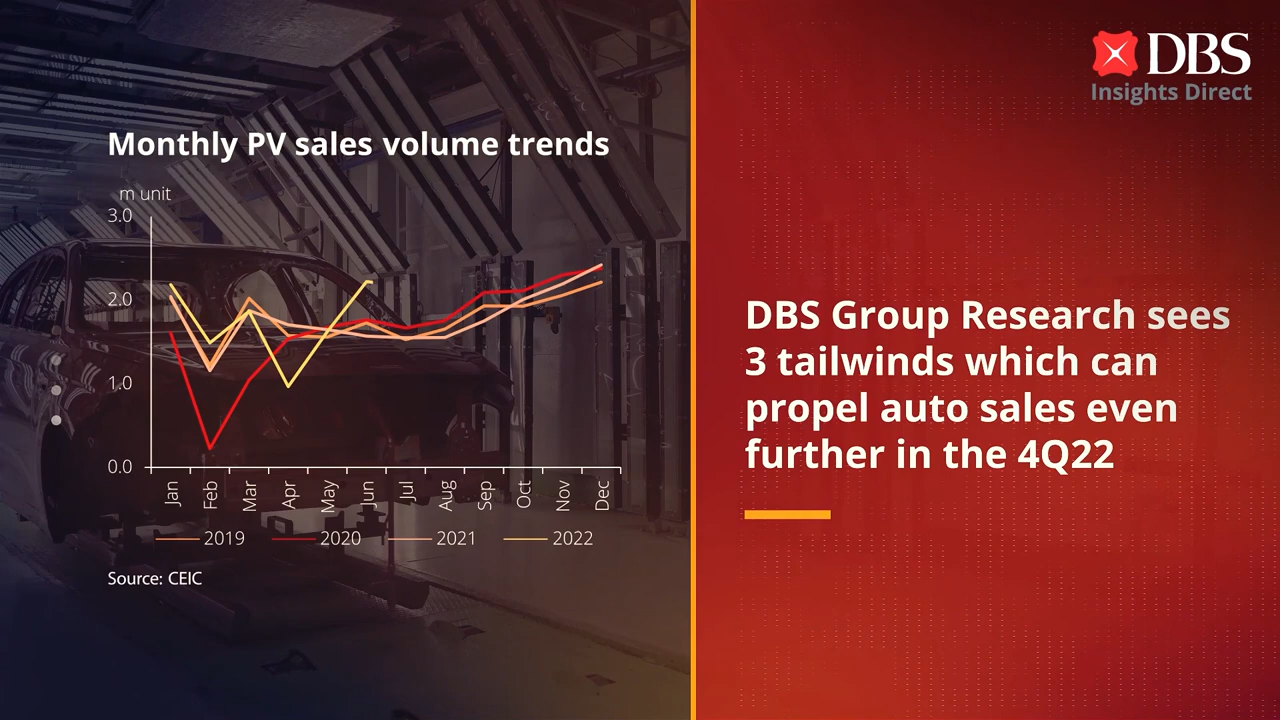 DBS
Insights Direct
Monthly PV sales volume trends
m unit
3.0
2.0
1.0
0.0
Jan Feb Mar Apr May Jun Jul Aug Sep Oct Nov Dec
2019 2020 2021 2022
Source: CEIC
DBS Group Research sees
3 tailwinds which can
propel auto sales even
further in the 4Q22